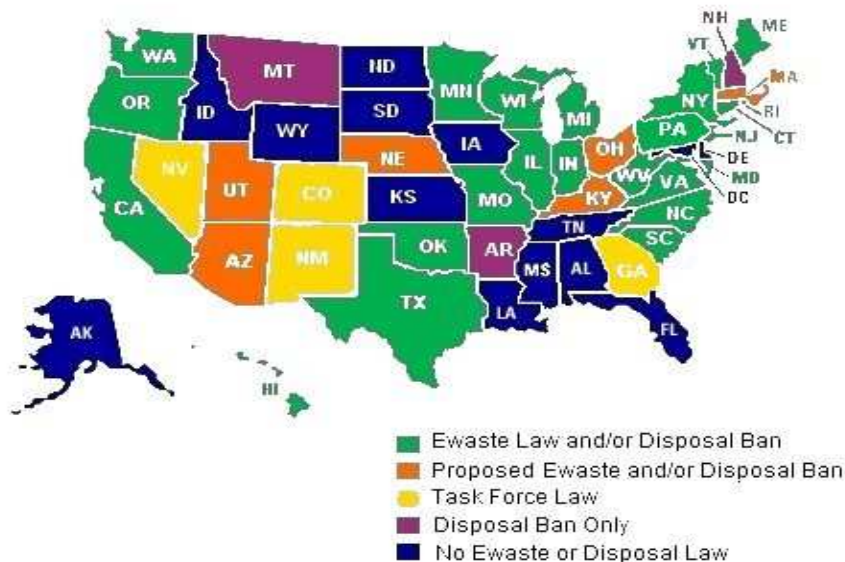 NH
ME
VT
WA
MT
ND
MN
MA
OR
ID
SD
WI
NY
RI
WY
MI
CT
PA
NJ
IA
OH
DE
NE
IL
IN
WV
MD
NV
UT
CO
VA
DC
CA
KS
MO
KY
NC
TN
OK
AR
SC
AZ
NM
MS
AL
GA
TX
LA
FL
AK
HI
Ewaste Law and/or Disposal Ban
Proposed Ewaste and/or Disposal Ban
Task Force Law
Disposal Ban Only
No Ewaste or Disposal Law